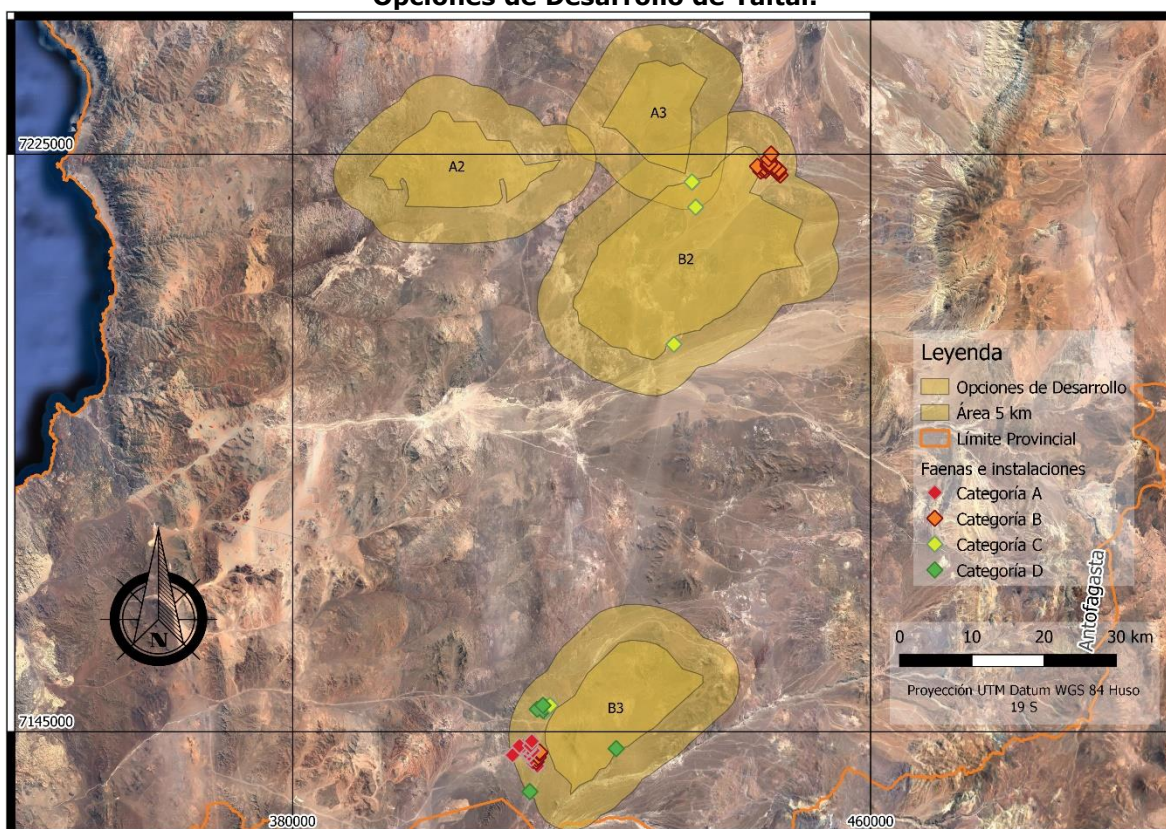 Opciones de Desarrollo de Taltal.
7225000
A3
A2
B2
Leyenda
Opciones de Desarrollo
Área 5 km
Límite Provincial
Faenas e instalaciones
Categoría A
Categoría B
Categoría C
Categoría D
Antofagasta
N
0 10 20 30 km
Proyección UTM Datum WGS 84 Huso
19 S
B3
7145000
380000
460000